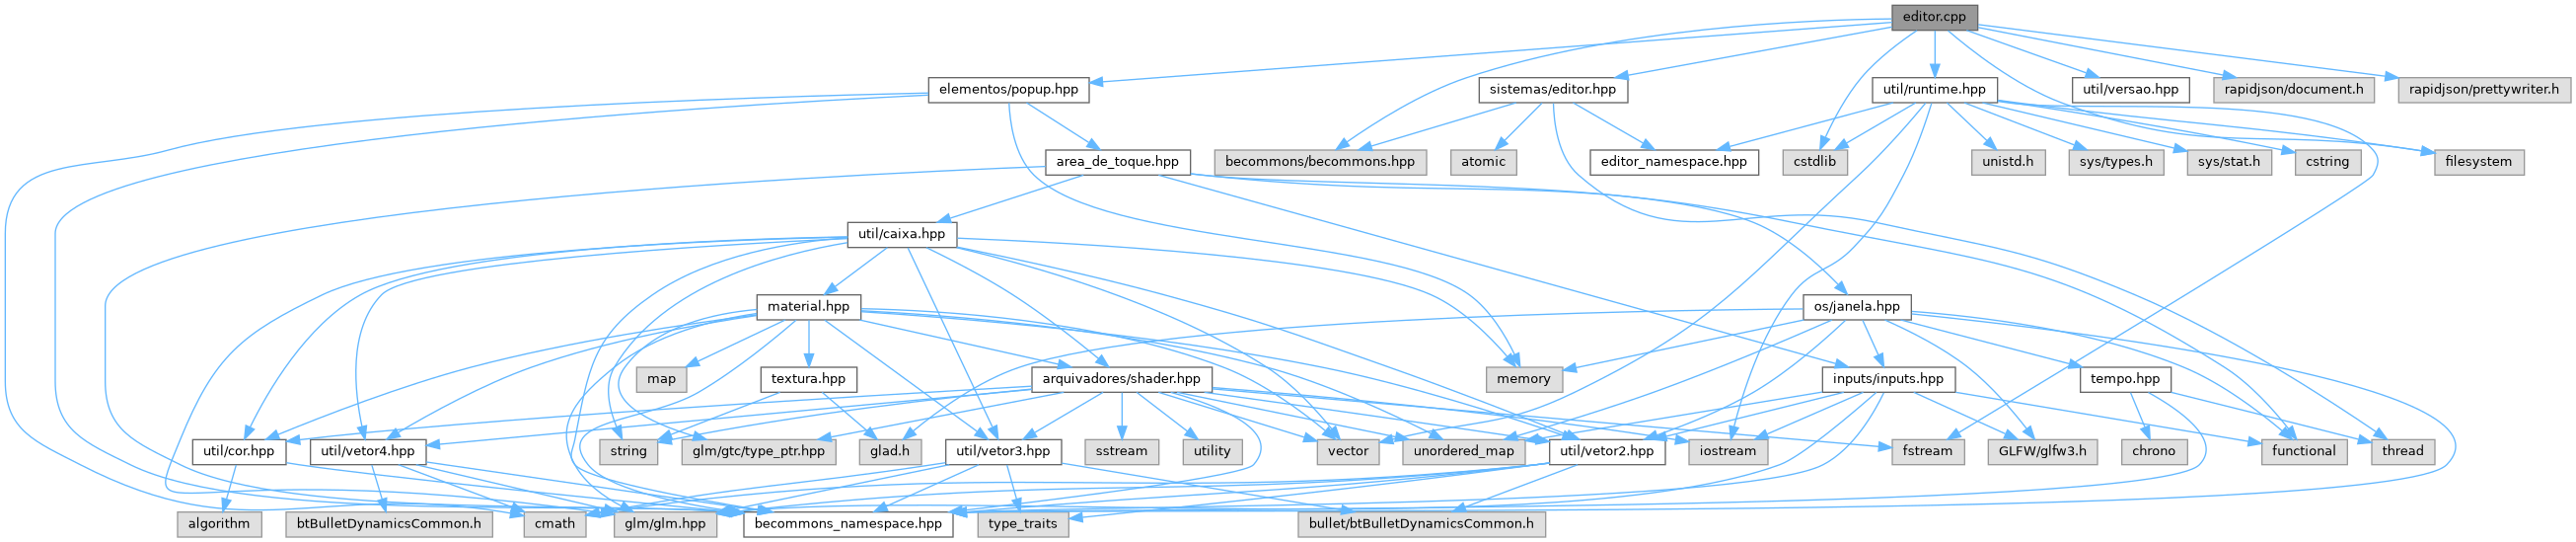 editor.cpp
elementos/popup.hpp
sistemas/editor.hpp
util/runtime.hpp
util/versao.hpp
rapidjson/document.h
rapidjson/prettywriter.h
area_de_toque.hpp
becommons/becommons.hpp
atomic
editor_namespace.hpp
cstdlib
unistd.h
sys/types.h
sys/stat.h
cstring
filesystem
util/caixa.hpp
material.hpp
os/janela.hpp
map
textura.hpp
arquivadores/shader.hpp
memory
inputs/inputs.hpp
tempo.hpp
util/cor.hpp
util/vetor4.hpp
string
glm/gtc/type_ptr.hpp
glad.h
util/vetor3.hpp
sstream
utility
vector
unordered_map
util/vetor2.hpp
iostream
fstream
GLFW/glfw3.h
chrono
functional
thread
algorithm
btBulletDynamicsCommon.h
cmath
glm/glm.hpp
becommons_namespace.hpp
type_traits
bullet/btBulletDynamicsCommon.h